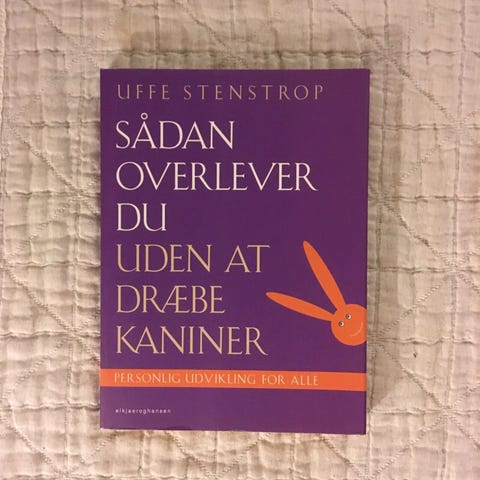 UFFE STENSTROP
SÅDAN
OVERLEVER
DU
UDEN AT
DRÆBE
KANINER
PERSONLIG UDVIKLING FOR ALLE
elkjaeroghansen